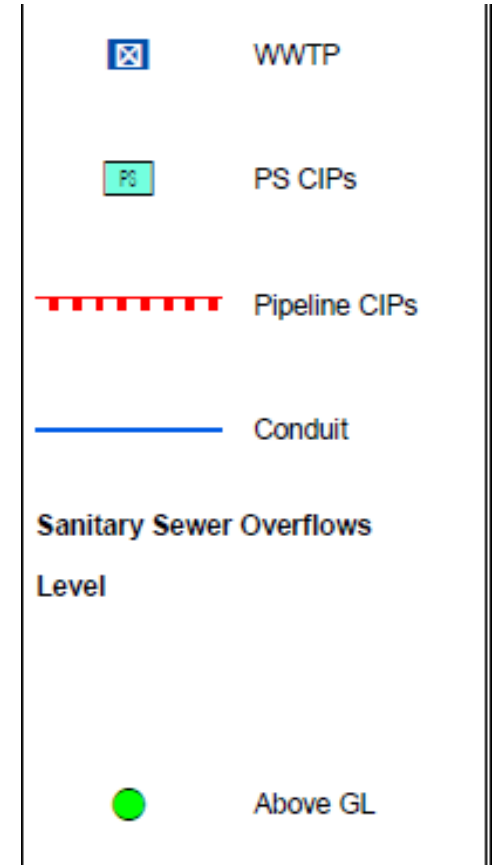 WWTP
PS PS CIPs
Pipeline CIPs
Conduit
Sanitary Sewer Overflows
Level
Above GL